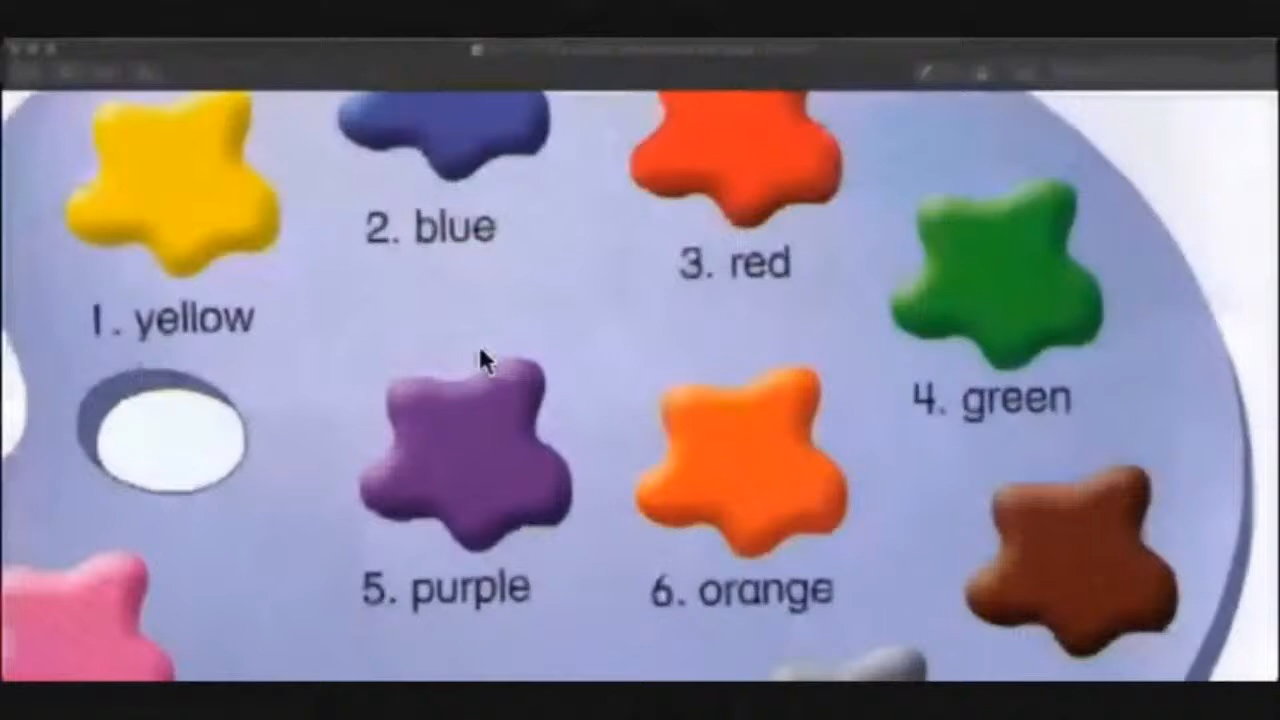 1. yellow
2. blue
3. red
4. green
5. purple
6. orange